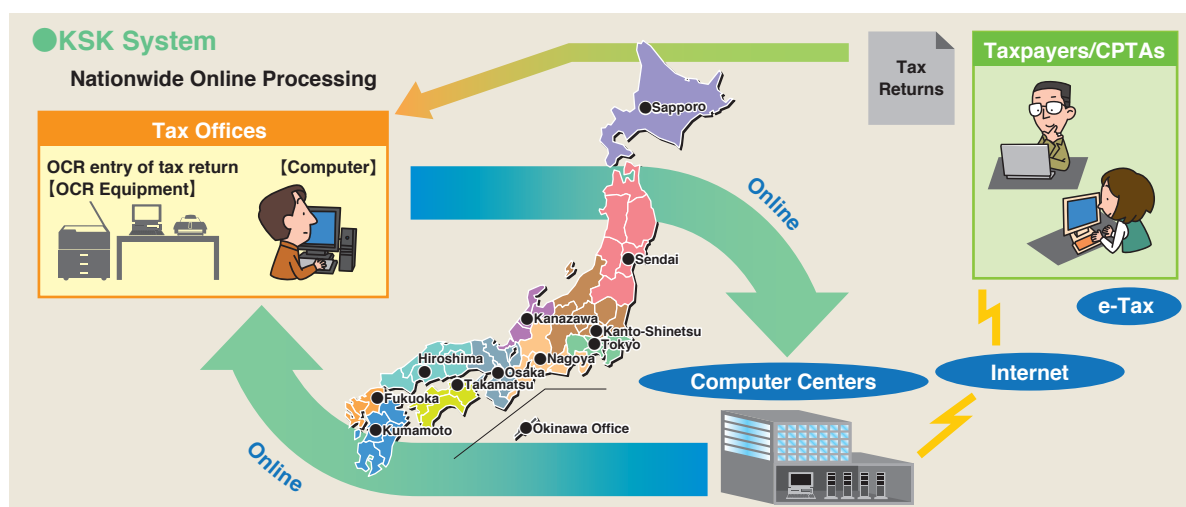 ●KSK System
Nationwide Online Processing
Tax Offices
OCR entry of tax return
【OCR Equipment】
【Computer】
Tax
Returns
Taxpayers/CPTAs
Sapporo
Online
Sendai
Kanazawa
Kanto-Shinetsu
Tokyo
Nagoya
Hiroshima
Osaka
Takamatsu
Fukuoka
Kumamoto
Okinawa Office
Online
e-Tax
Internet
Computer Centers